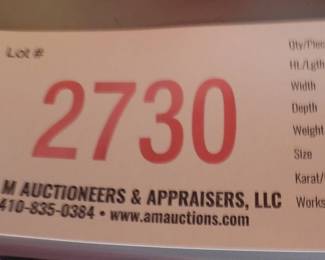 Lot #
2730
M AUCTIONEERS & APPRAISERS, LLC
410-835-0384 • www.amauctions.com
Qty/Piec
Ht./Lgth
Width
Depth
Weight
Size
Karat/
Works